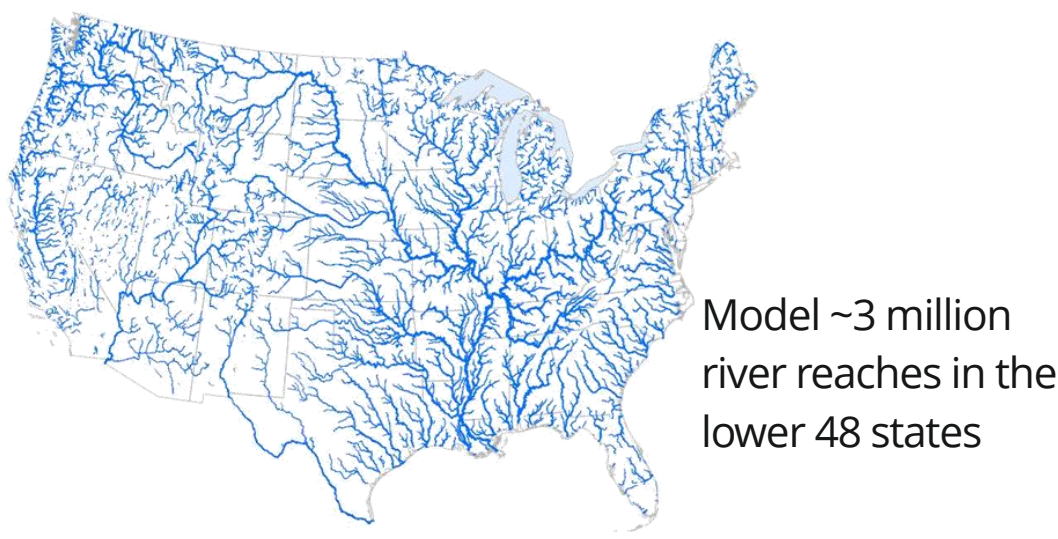 Model ~3 million
river reaches in the
lower 48 states